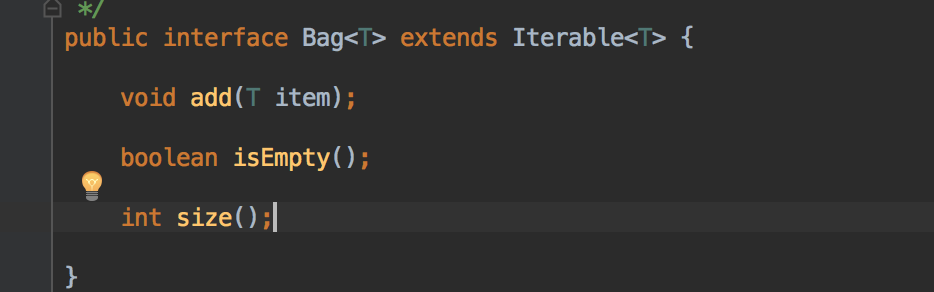 */
public interface Bag<T> extends Iterable<T> {
void add(T item);
boolean isEmpty();
int size();
}